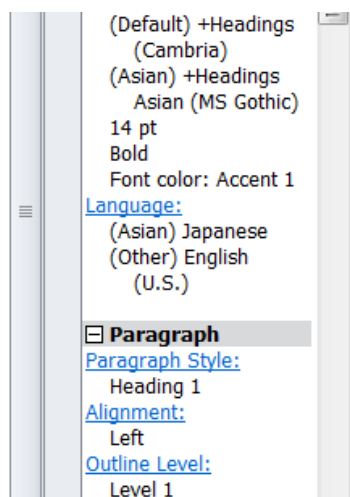 (Default) +Headings
(Cambria)
(Asian) +Headings
Asian (MS Gothic)
14 pt
Bold
Font color: Accent 1
Language:
(Asian) Japanese
(Other) English
(U.S.)
Paragraph
Paragraph Style:
Heading 1
Alignment:
Left
Outline Level:
Level 1